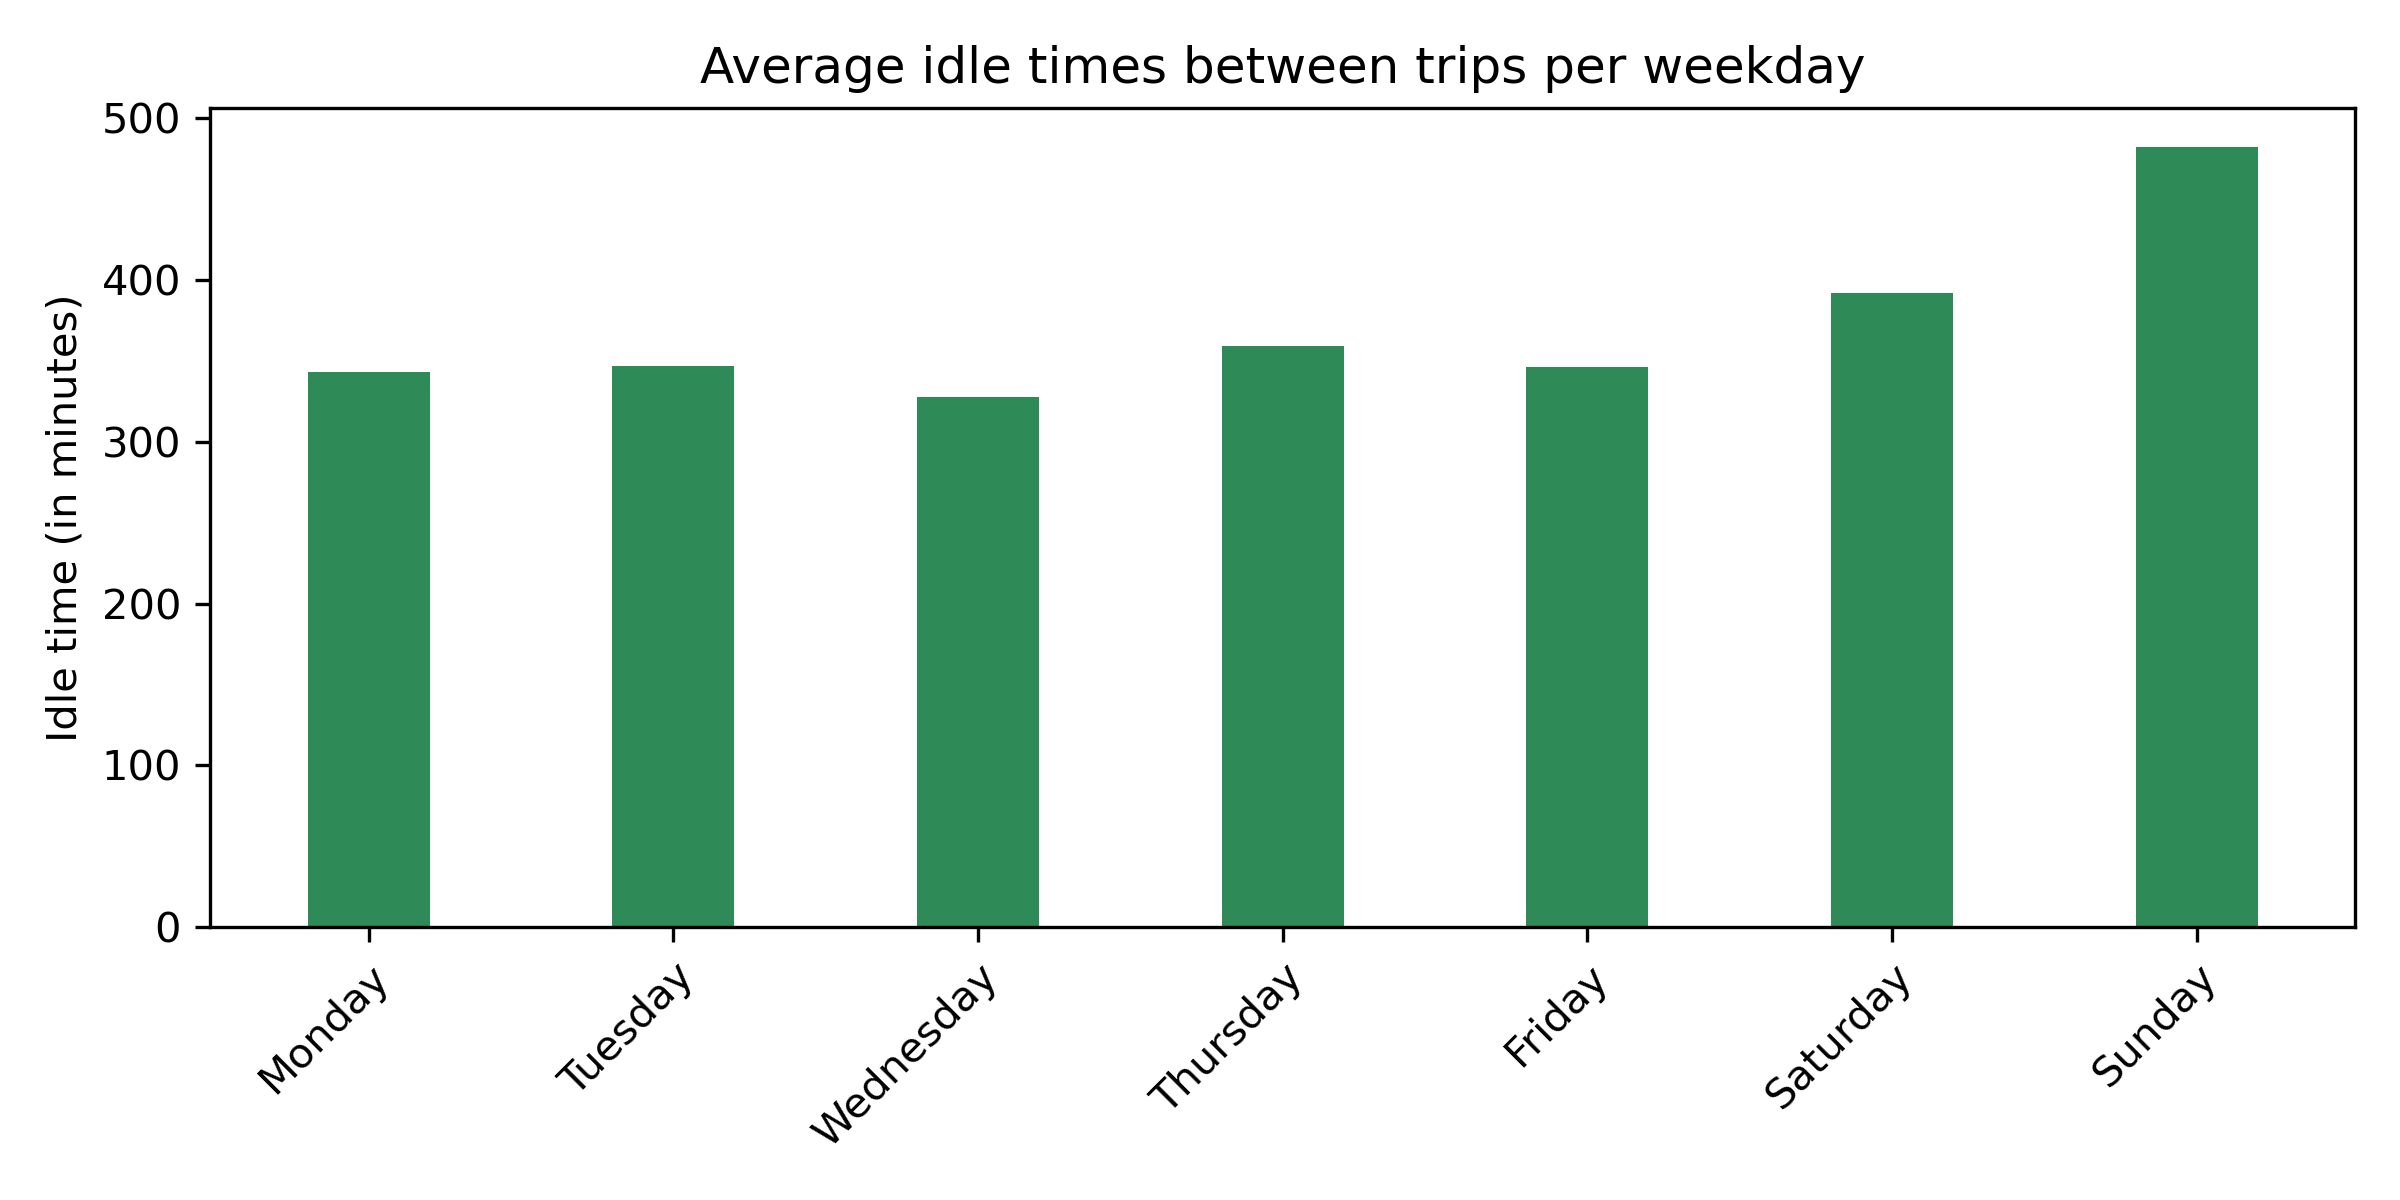 Average idle times between trips per weekday
Idle time (in minutes)
500
400
300
200
100
0
Monday
Tuesday
Wednesday
Thursday
Friday
Saturday
Sunday